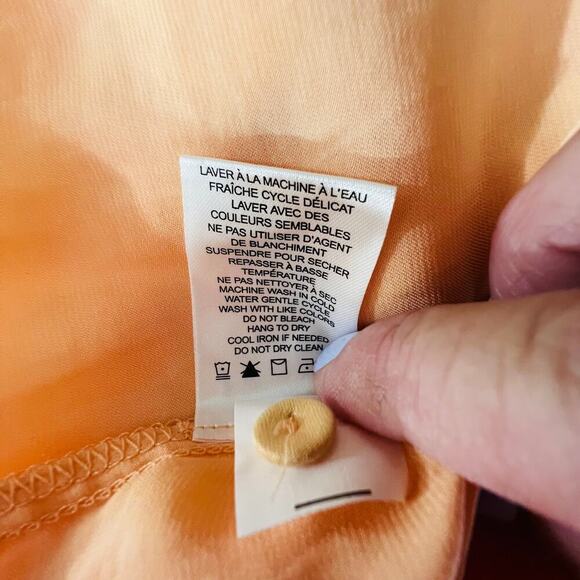 LAVER À LA MACHINE À L'EAU
FRAÎCHE CYCLE DÉLICAT
LAVER AVEC DES
COULEURS SEMBLABLES
NE PAS UTILISER D'AGENT
DE BLANCHIMENT
SUSPENDRE POUR SECHER
REPASSER À BASSE
TEMPÉRATURE
NE PAS NETTOYER À SEC
MACHINE WASH IN COLD
WATER GENTLE CYCLE
WASH WITH LIKE COLORS
DO NOT BLEACH
HANG TO DRY
COOL IRON IF NEEDED
DO NOT DRY CLEAN